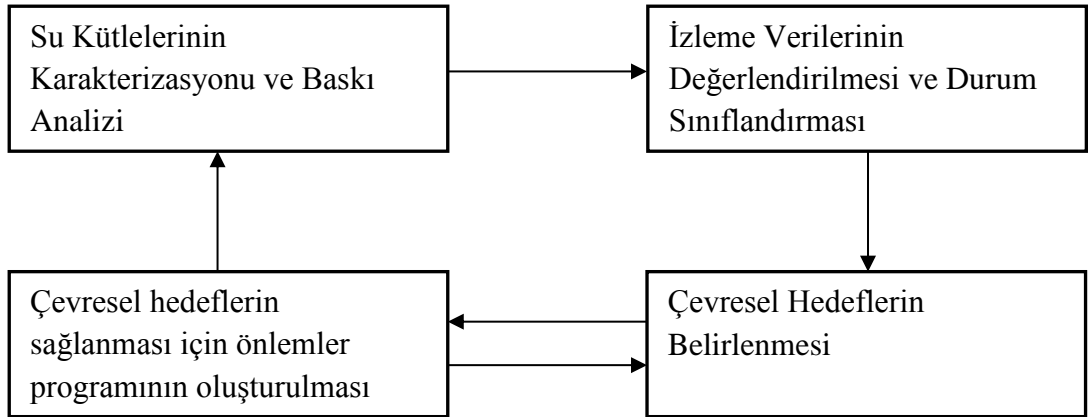 Su Kütlelerinin
Karakterizasyonu ve Baskı
Analizi
İzleme Verilerinin
Değerlendirilmesi ve Durum
Sınıflandırması
Çevresel hedeflerin
sağlanması için önlemler
programının oluşturulması
Çevresel Hedeflerin
Belirlenmesi